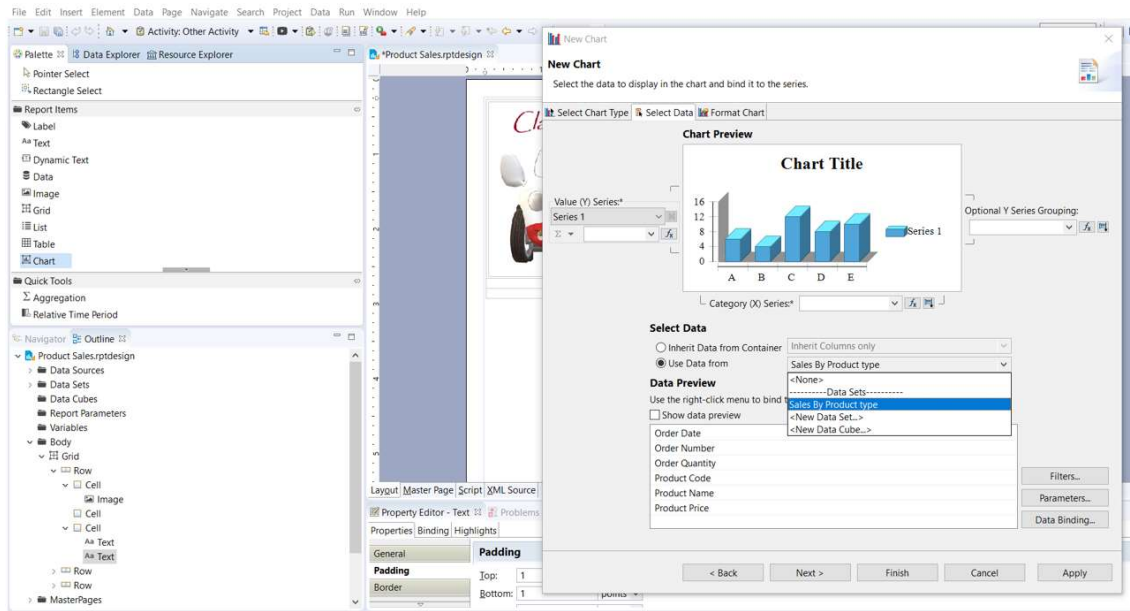 File Edit Insert Element Data Page Navigate Search Project Data Run Window Help
Activity: Other Activity
Palette
Data Explorer
Resource Explorer
Pointer Select
Rectangle Select
Report Items
Label
Aa Text
Dynamic Text
Data
Image
Grid
List
Table
Chart
Quick Tools
Σ Aggregation
Relative Time Period
Navigator
Outline
Product Sales.rptdesign
Data Sources
Data Sets
Data Cubes
Report Parameters
Variables
Body
Grid
Row
Cell
Image
Cell
Cell
Aa Text
Aa Text
Row
Row
MasterPages
*Product Sales.rptdesign
Layout Master Page Script XML Source
Property Editor - Text
Problems
Properties Binding Highlights
General
Padding
Border
Padding
Top: 1
Bottom: 1 points
New Chart
New Chart
Select the data to display in the chart and bind it to the series.
Select Chart Type
Select Data
Format Chart
Chart Preview
Chart Title
16
12
8
4
0
A B C D E
Series 1
Value (Y) Series:*
Series 1
Σ
fx
Optional Y Series Grouping:
fx
Category (X) Series:*
fx
Select Data
Inherit Data from Container
Inherit Columns only
Use Data from
Sales By Product type
<None>
----------Data Sets----------
Sales By Product type
<New Data Set...>
<New Data Cube...>
Data Preview
Use the right-click menu to bind
Show data preview
Order Date
Order Number
Order Quantity
Product Code
Product Name
Product Price
Filters...
Parameters...
Data Binding...
< Back
Next >
Finish
Cancel
Apply